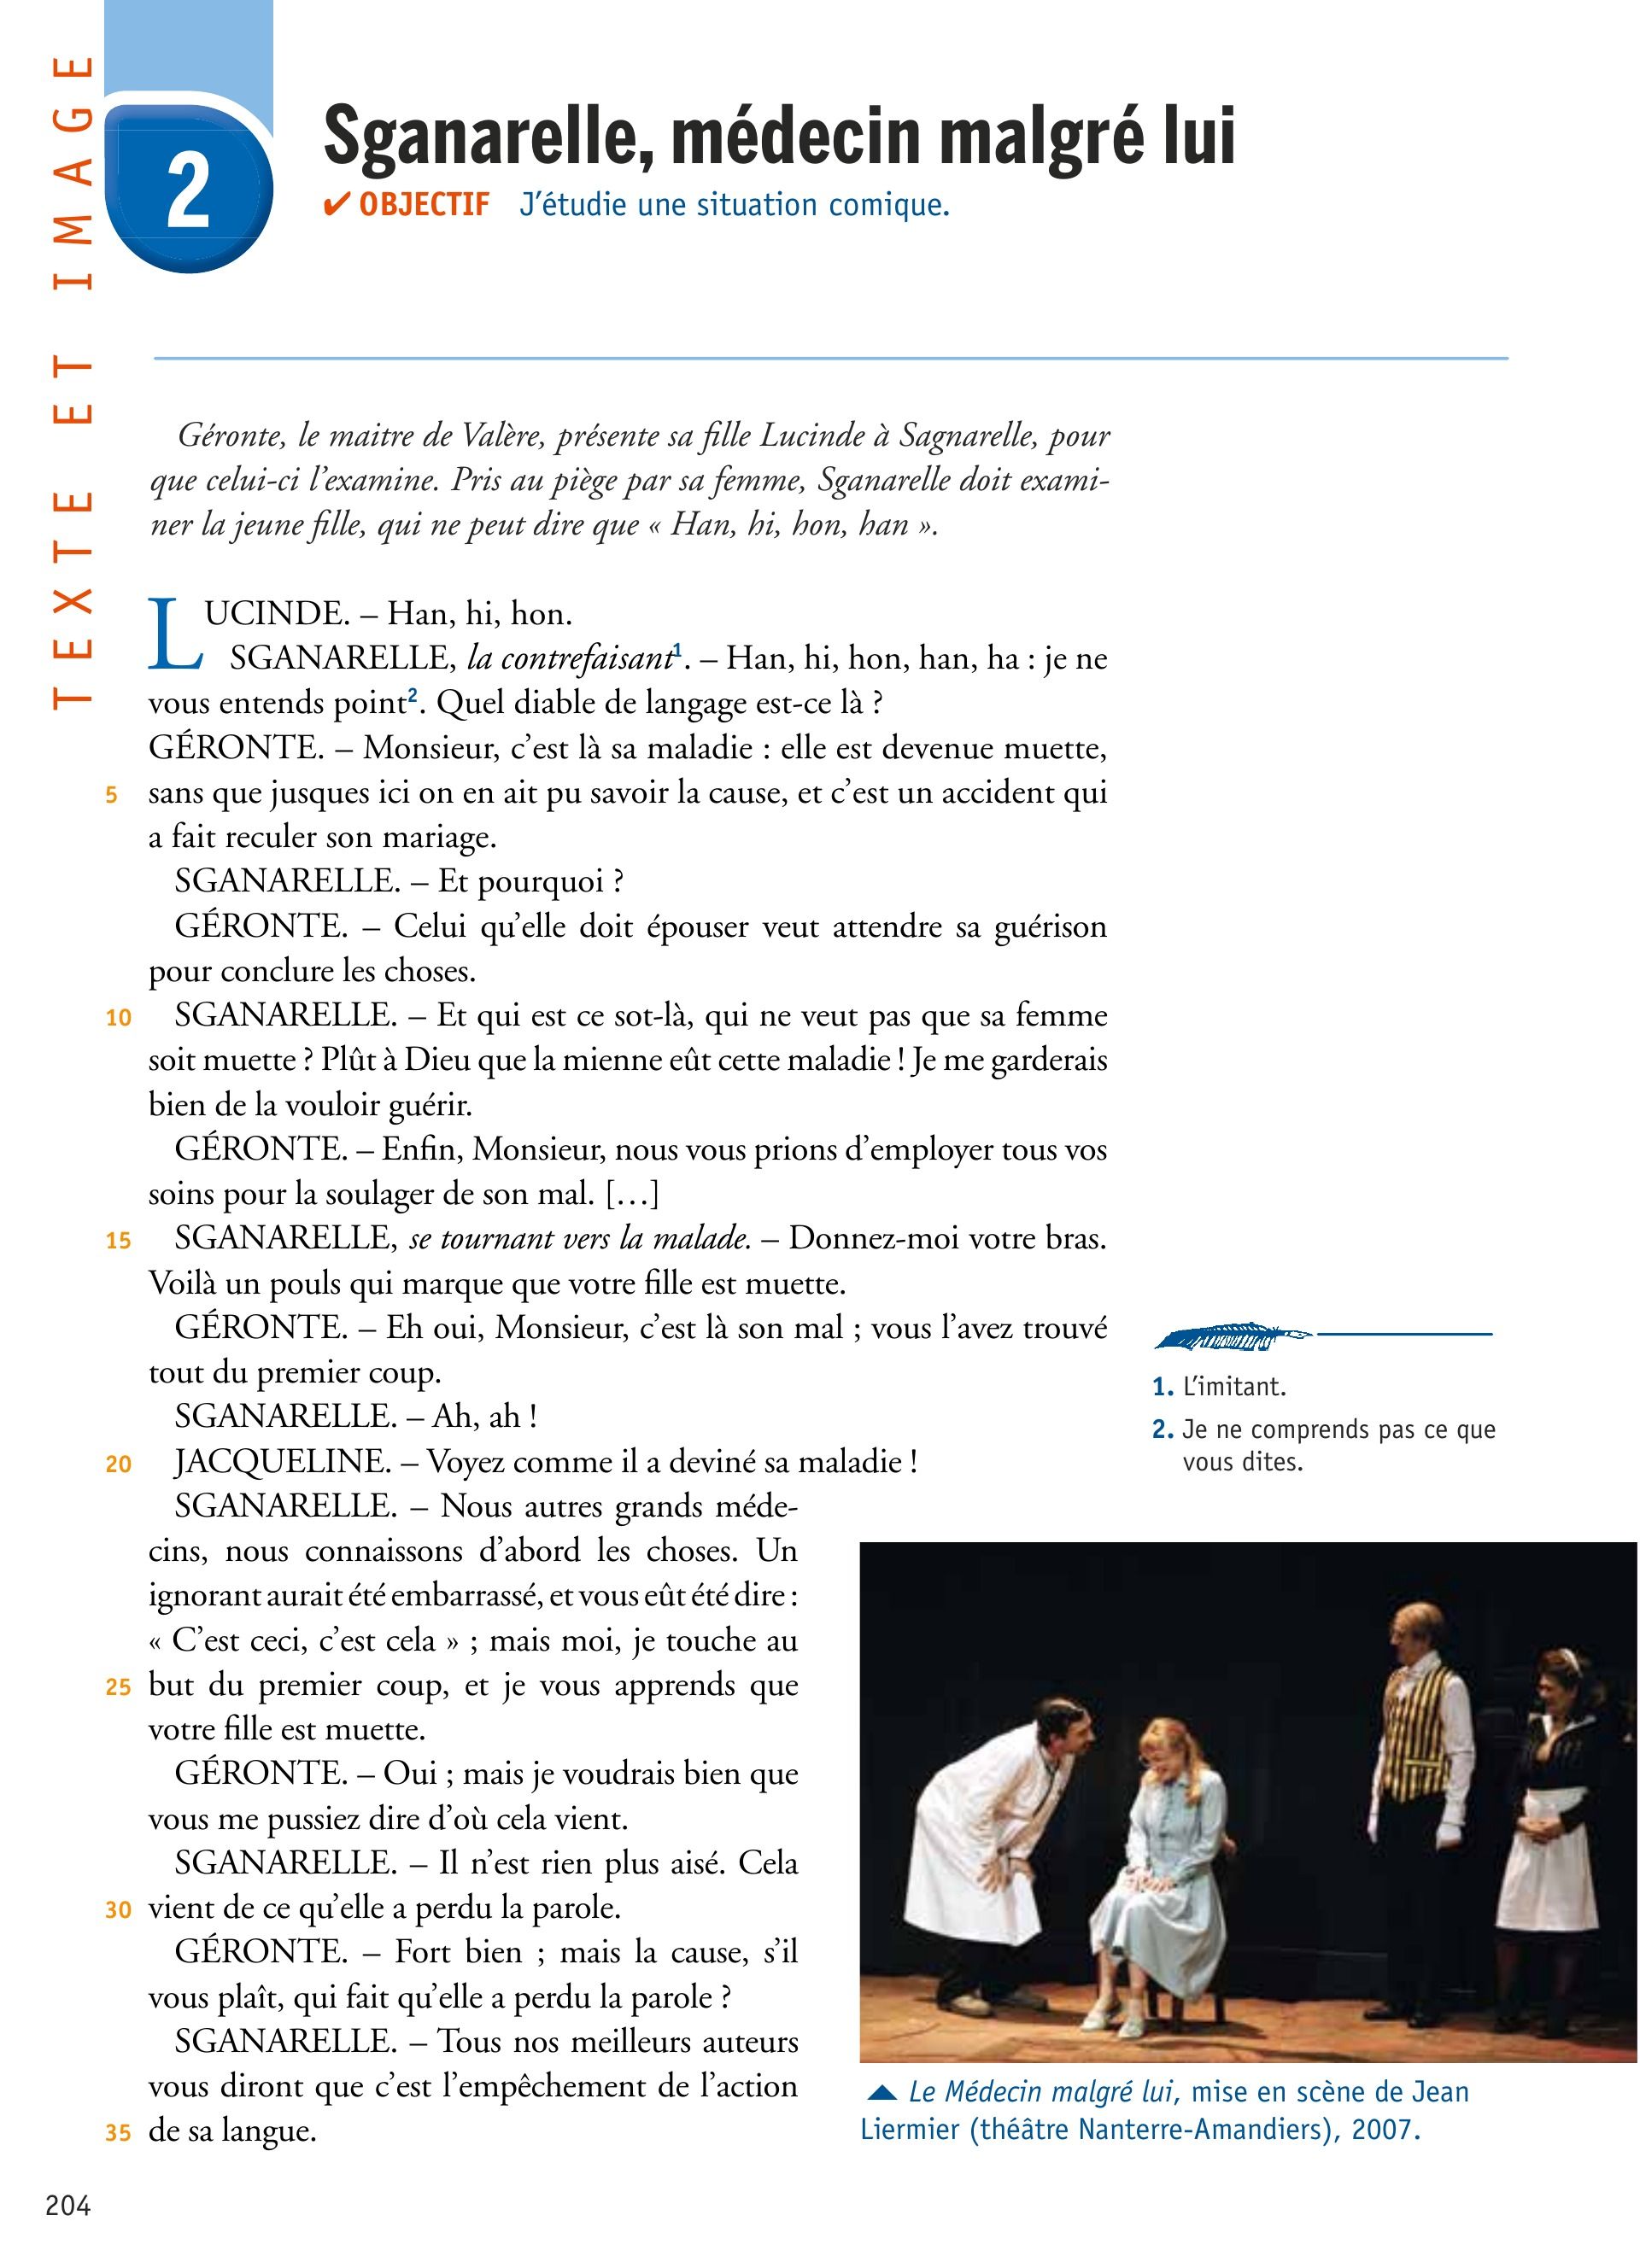 TEXTE ET IMAGE
2
Sganarelle, médecin malgré lui
✔ OBJECTIF J’étudie une situation comique.
Géronte, le maitre de Valère, présente sa fille Lucinde à Sagnarelle, pour
que celui-ci l’examine. Pris au piège par sa femme, Sganarelle doit exami-
ner la jeune fille, qui ne peut dire que « Han, hi, hon, han ».
LUCINDE. – Han, hi, hon.
SGANARELLE, la contrefaisant1. – Han, hi, hon, han, ha : je ne
vous entends point2. Quel diable de langage est-ce là ?
GÉRONTE. – Monsieur, c’est là sa maladie : elle est devenue muette,
5 sans que jusques ici on en ait pu savoir la cause, et c’est un accident qui
a fait reculer son mariage.
SGANARELLE. – Et pourquoi ?
GÉRONTE. – Celui qu’elle doit épouser veut attendre sa guérison
pour conclure les choses.
10 SGANARELLE. – Et qui est ce sot-là, qui ne veut pas que sa femme
soit muette ? Plût à Dieu que la mienne eût cette maladie ! Je me garderais
bien de la vouloir guérir.
GÉRONTE. – Enfin, Monsieur, nous vous prions d’employer tous vos
soins pour la soulager de son mal. […]
15 SGANARELLE, se tournant vers la malade. – Donnez-moi votre bras.
Voilà un pouls qui marque que votre fille est muette.
GÉRONTE. – Eh oui, Monsieur, c’est là son mal ; vous l’avez trouvé
tout du premier coup.
SGANARELLE. – Ah, ah !
20 JACQUELINE. – Voyez comme il a deviné sa maladie !
SGANARELLE. – Nous autres grands méde-
cins, nous connaissons d’abord les choses. Un
ignorant aurait été embarrassé, et vous eût été dire :
« C’est ceci, c’est cela » ; mais moi, je touche au
25 but du premier coup, et je vous apprends que
votre fille est muette.
GÉRONTE. – Oui ; mais je voudrais bien que
vous me pussiez dire d’où cela vient.
SGANARELLE. – Il n’est rien plus aisé. Cela
30 vient de ce qu’elle a perdu la parole.
GÉRONTE. – Fort bien ; mais la cause, s’il
vous plaît, qui fait qu’elle a perdu la parole ?
SGANARELLE. – Tous nos meilleurs auteurs
vous diront que c’est l’empêchement de l’action
35 de sa langue.
1. L’imitant.
2. Je ne comprends pas ce que
vous dites.
Le Médecin malgré lui, mise en scène de Jean
Liermier (théâtre Nanterre-Amandiers), 2007.
204